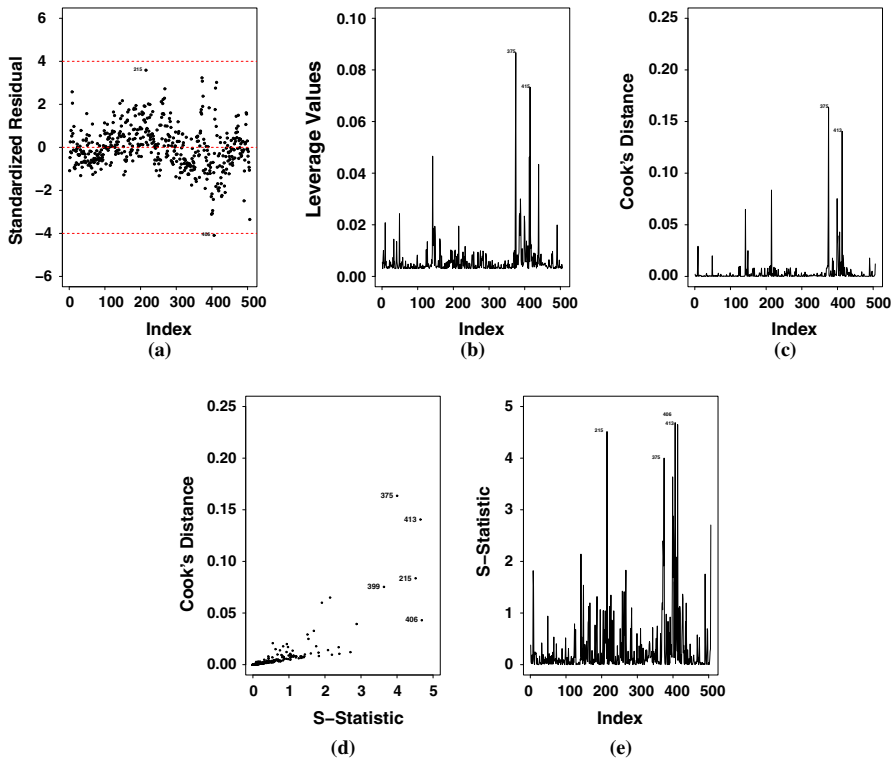 Standardized Residual
6
4
2
0
−2
−4
−6
215
406
0 100 200 300 400 500
Index
(a)
Leverage Values
0.10
0.08
0.06
0.04
0.02
0.00
375
415
0 100 200 300 400 500
Index
(b)
Cook's Distance
0.25
0.20
0.15
0.10
0.05
0.00
375
413
0 100 200 300 400 500
Index
(c)
Cook's Distance
0.25
0.20
0.15
0.10
0.05
0.00
375
413
215
399
406
0 1 2 3 4 5
S−Statistic
(d)
S−Statistic
5
4
3
2
1
0
406
413
215
375
0 100 200 300 400 500
Index
(e)